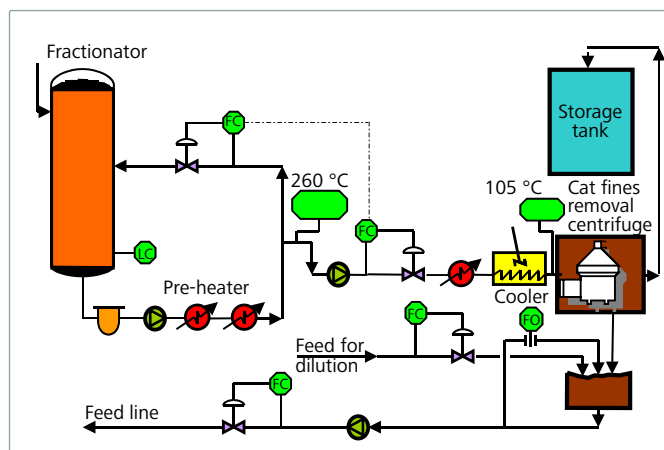 Fractionator
FC
Storage
tank
260 °C
105 °C
Cat fines
removal
centrifuge
FC
LC
Pre-heater
Cooler
FC
FO
Feed for
dilution
FC
Feed line